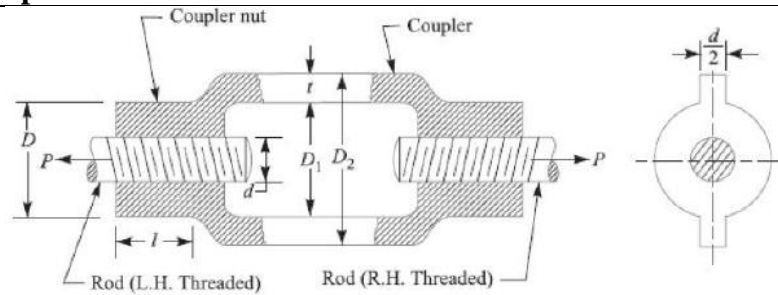 Coupler nut
Coupler
d
2
t
D
P
D1 D2
P
d
l
Rod (L.H. Threaded)
Rod (R.H. Threaded)